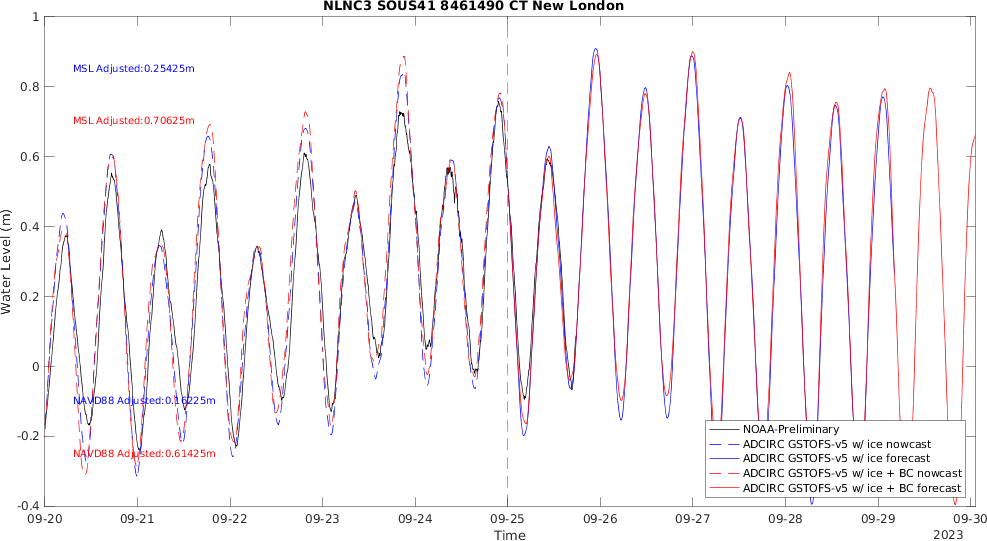 NLNC3 SOUS41 8461490 CT New London
1
0.8
0.6
0.4
0.2
0
-0.2
-0.4
Water Level (m)
MSL Adjusted:0.25425m
MSL Adjusted:0.70625m
NAVD88 Adjusted:0.16225m
NAVD88 Adjusted:0.61425m
NOAA-Preliminary
ADCIRC GSTOFS-v5 w/ ice nowcast
ADCIRC GSTOFS-v5 w/ ice forecast
ADCIRC GSTOFS-v5 w/ ice + BC nowcast
ADCIRC GSTOFS-v5 w/ ice + BC forecast
09-20 09-21 09-22 09-23 09-24 09-25 09-26 09-27 09-28 09-29 09-30
Time
2023